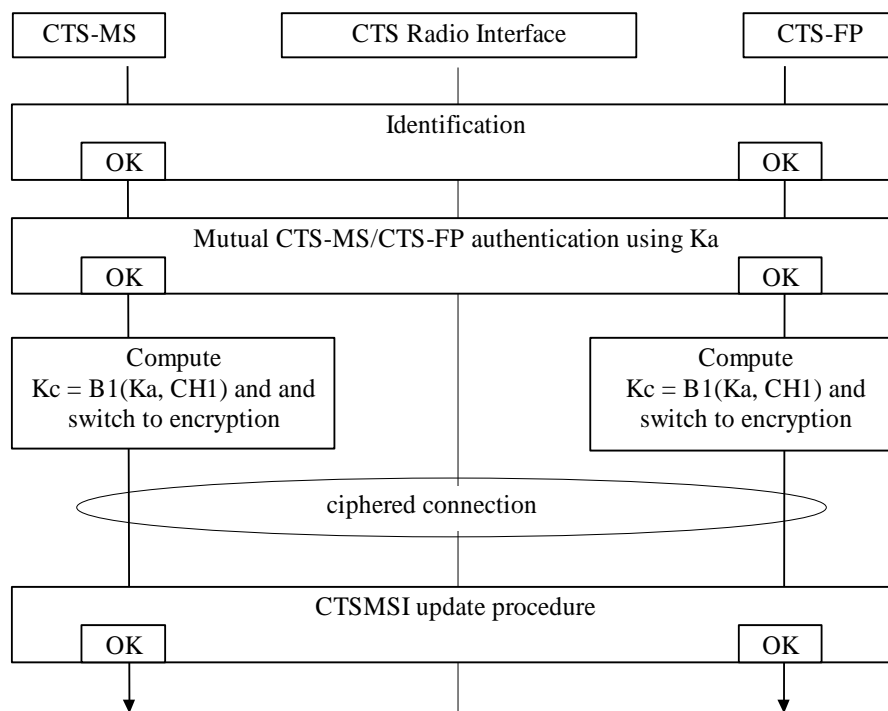 CTS-MS
CTS Radio Interface
CTS-FP
Identification
OK
OK
Mutual CTS-MS/CTS-FP authentication using Ka
OK
OK
Compute
Kc = B1(Ka, CH1) and and
switch to encryption
Compute
Kc = B1(Ka, CH1) and
switch to encryption
ciphered connection
CTSMSI update procedure
OK
OK